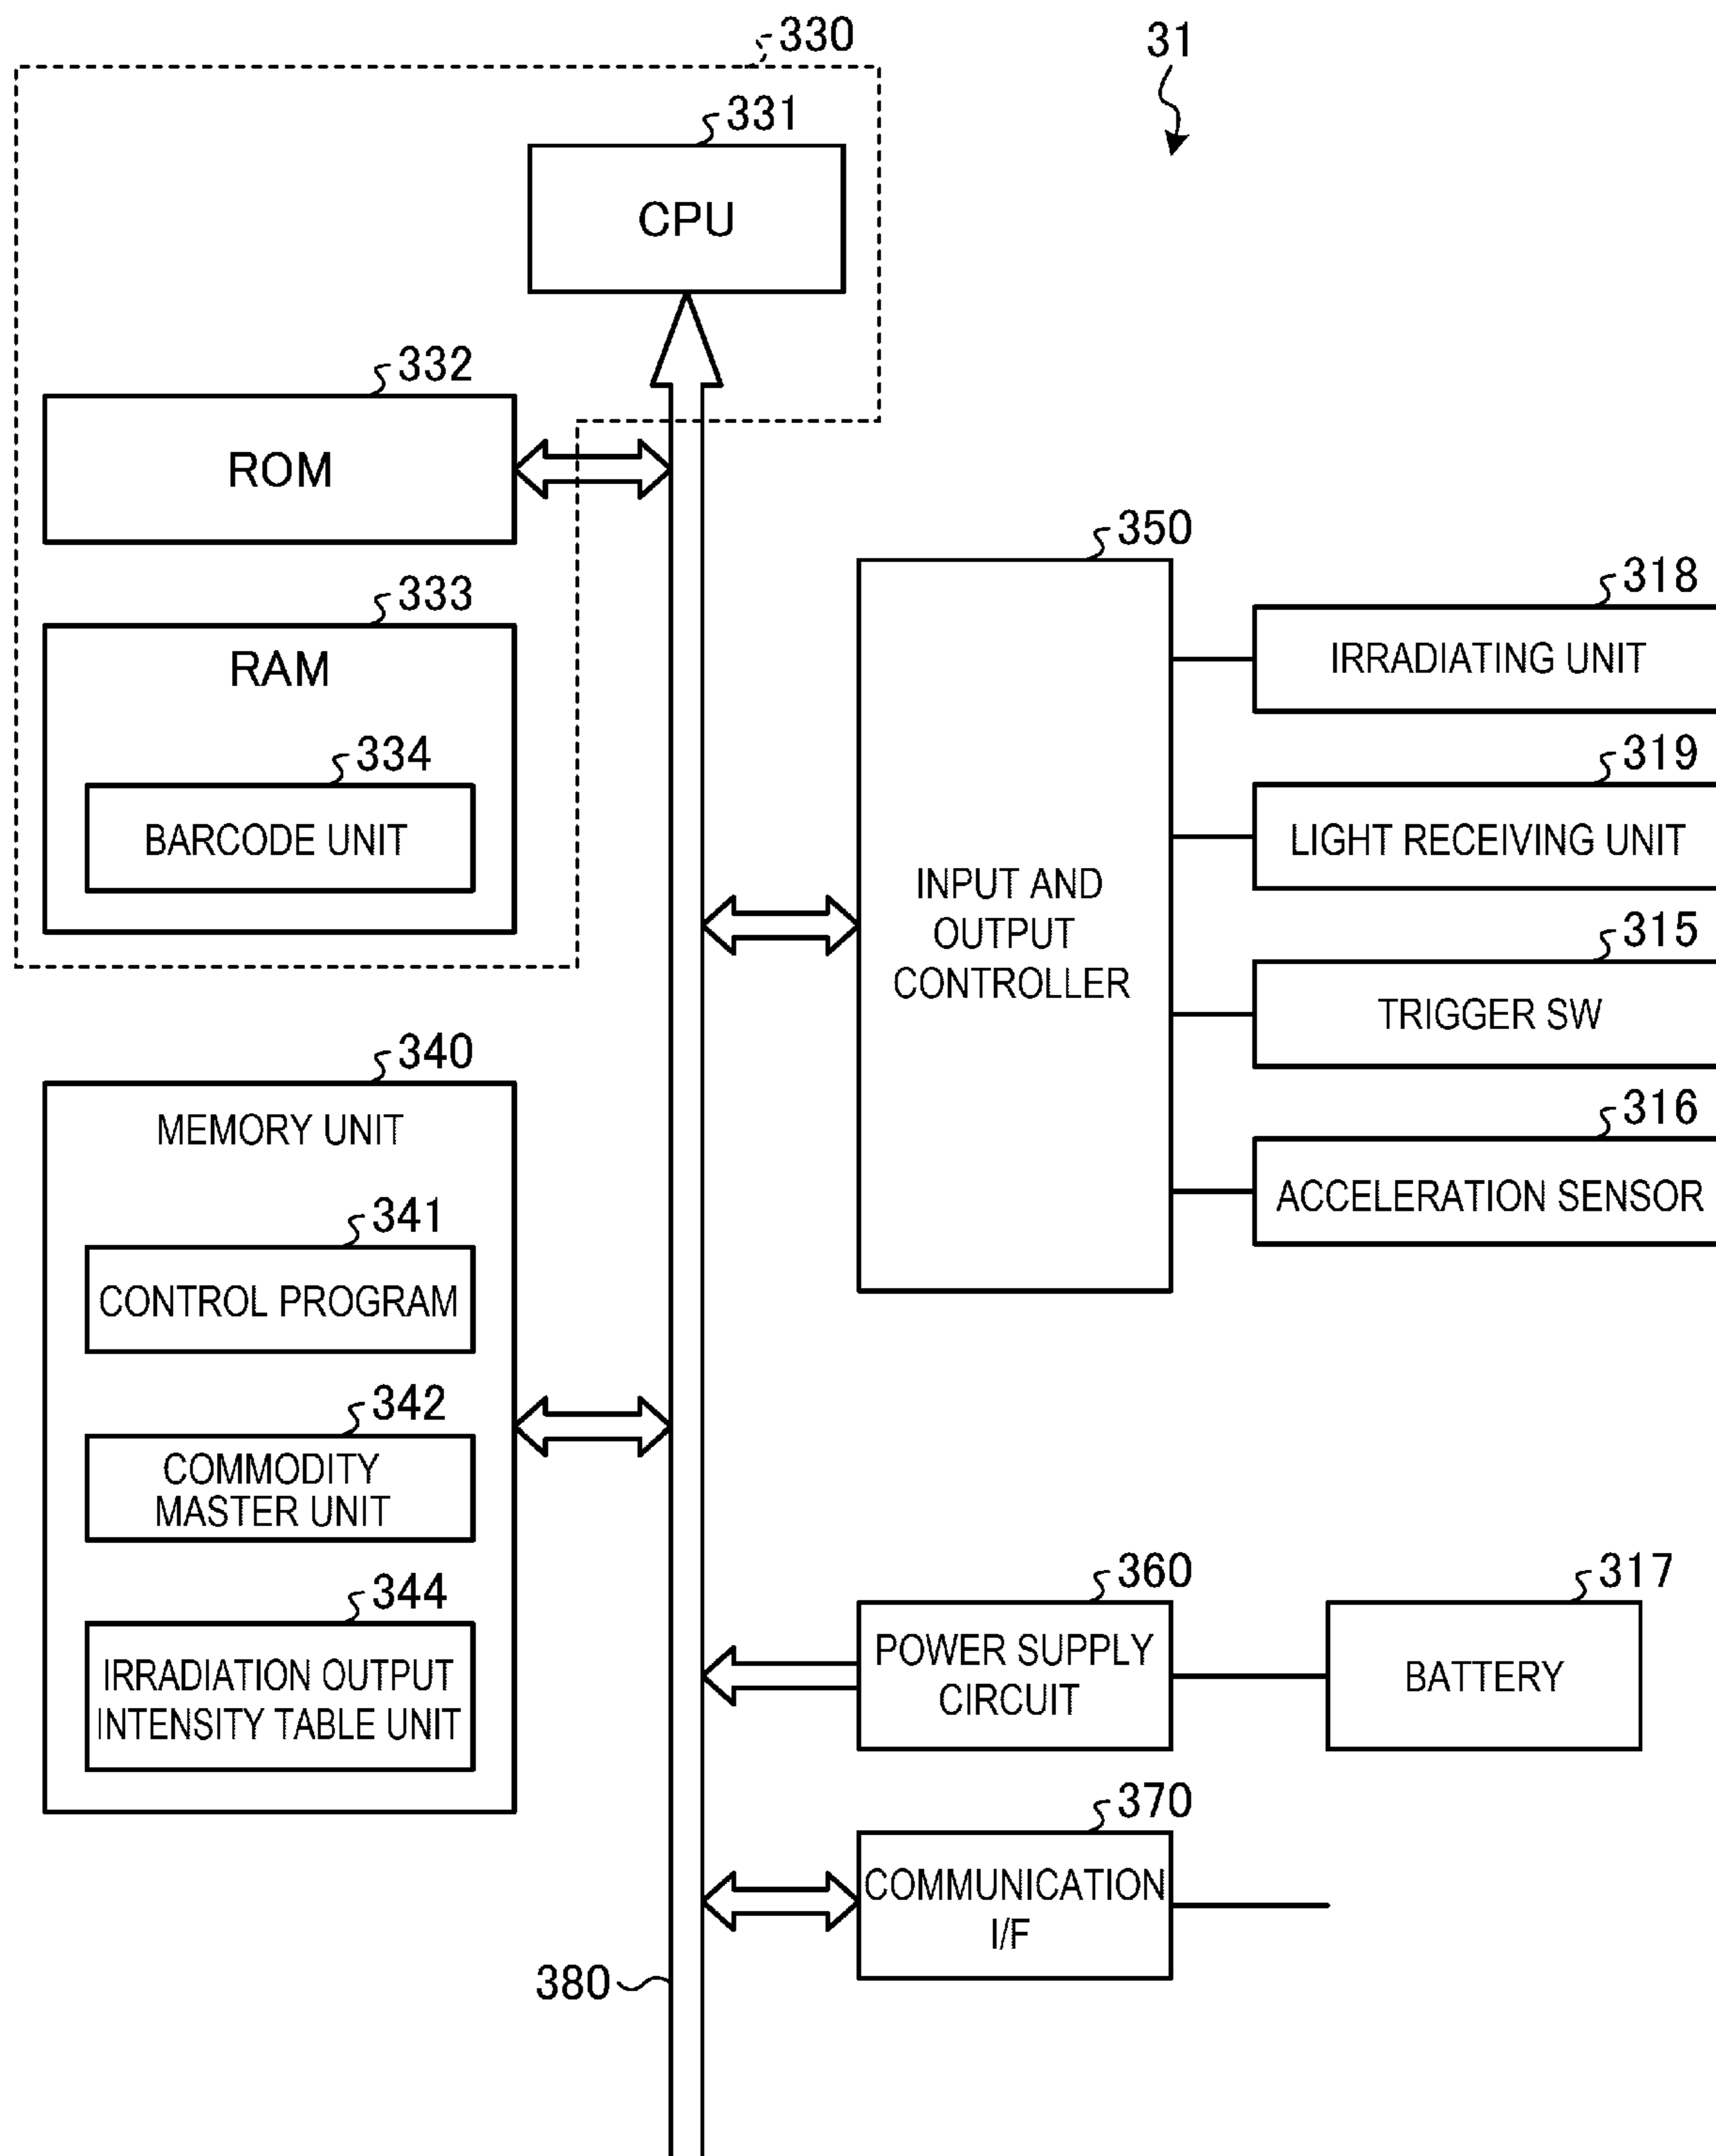 330
31
331
CPU
332
ROM
333
RAM
334
BARCODE UNIT
350
INPUT AND
OUTPUT
CONTROLLER
318
IRRADIATING UNIT
319
LIGHT RECEIVING UNIT
315
TRIGGER SW
316
ACCELERATION SENSOR
340
MEMORY UNIT
341
CONTROL PROGRAM
342
COMMODITY
MASTER UNIT
344
IRRADIATION OUTPUT
INTENSITY TABLE UNIT
360
POWER SUPPLY
CIRCUIT
317
BATTERY
370
COMMUNICATION
I/F
380